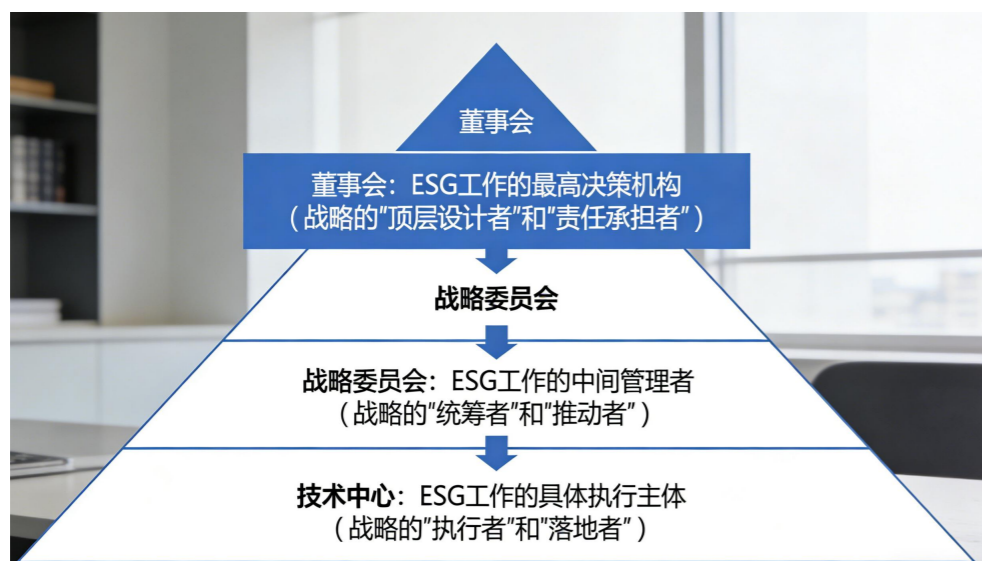 董事会
董事会：ESG工作的最高决策机构
（战略的"顶层设计者"和"责任承担者"）
战略委员会
战略委员会：ESG工作的中间管理者
（战略的"统筹者"和"推动者"）
技术中心：ESG工作的具体执行主体
（战略的"执行者"和"落地者"）